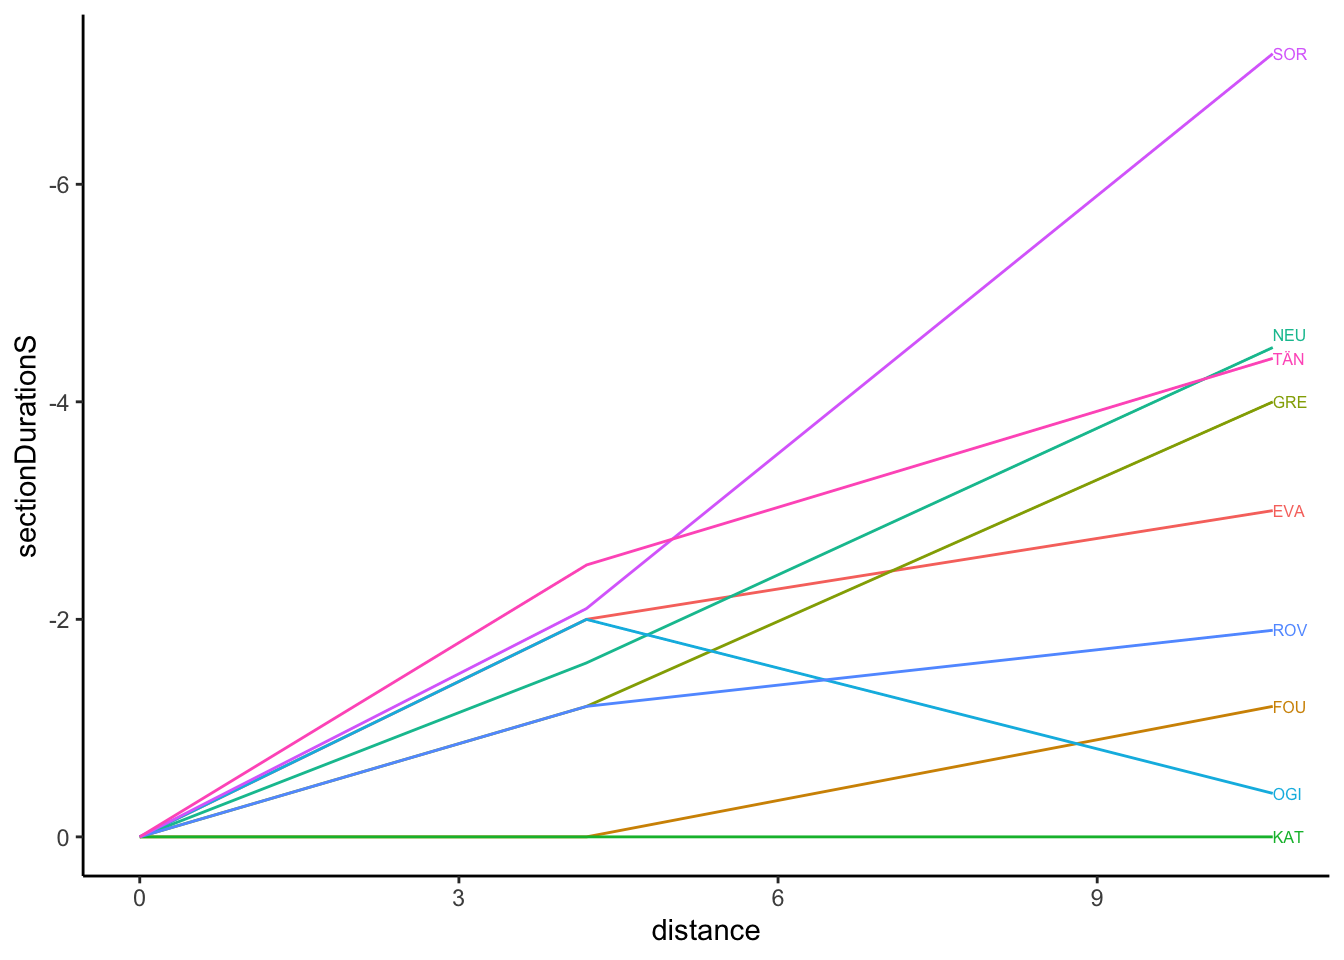 SOR
-6
NEU
TÄN
-4
GRE
sectionDurationS
EVA
-2
ROV
FOU
OGI
0
KAT
0 3 6 9
distance